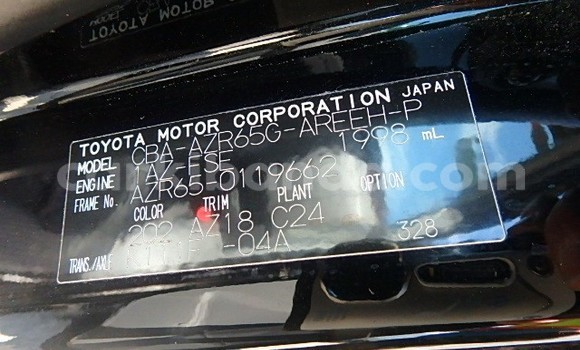 TOYOTA MOTOR CORPORATION JAPAN
MODEL CBA-AZR65G-AREEH-P
ENGINE 1AZ-FSE 1998 mL
FRAME No. AZR65-0119662
COLOR TRIM PLANT OPTION
202 AZ18 C24
TRANS./AXLE -04A 328